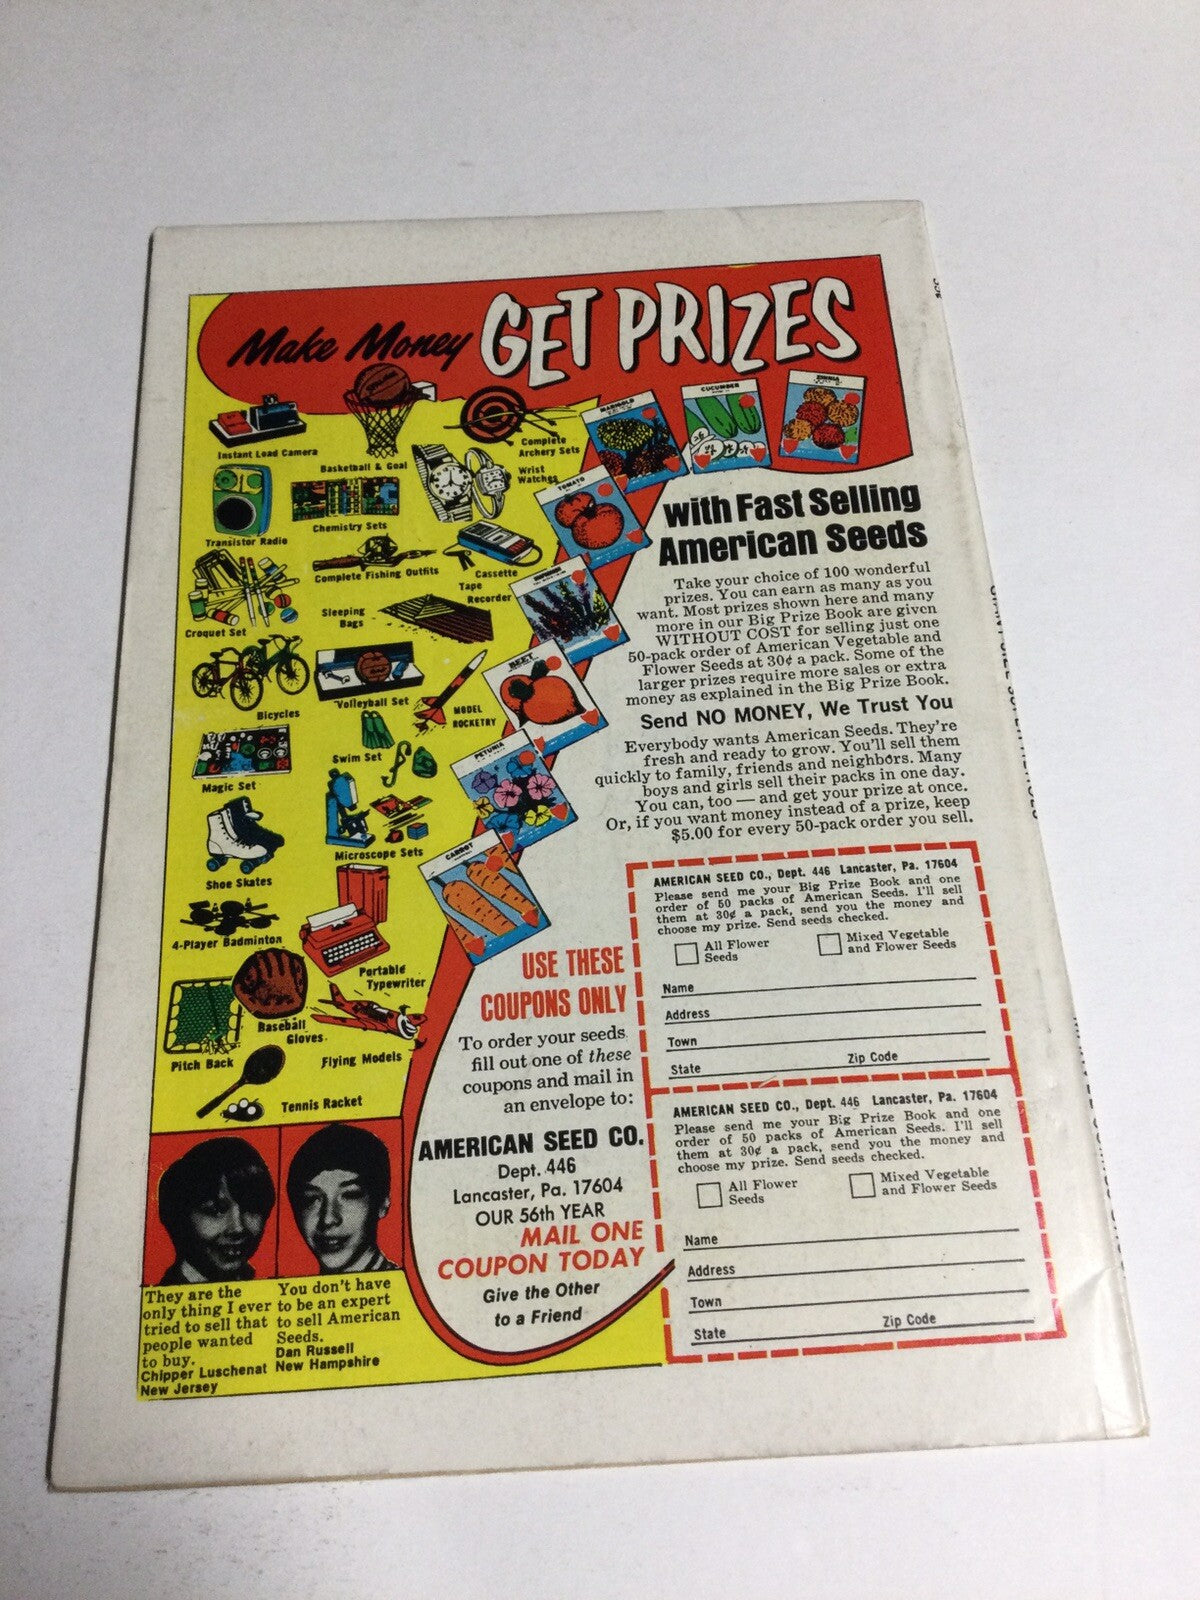 Make Money GET PRIZES
Instant Load Camera
Basketball & Goal
Complete
Archery Sets
Transistor Radio
Chemistry Sets
Wrist
Watches
Complete Fishing Outfits
Cassette
Tape
Recorder
Croquet Set
Sleeping
Bags
Bicycles
Volleyball Set
MODEL
ROCKETRY
Magic Set
Swim Set
Shoe Skates
Microscope Sets
4-Player Badminton
Portable
Typewriter
Pitch Back
Baseball
Gloves
Flying Models
Tennis Racket
MARIGOLD
CUCUMBER
ZINNIA
TOMATO
BEET
PETUNIA
CARROT
with Fast Selling
American Seeds
Take your choice of 100 wonderful
prizes. You can earn as many as you
want. Most prizes shown here and many
more in our Big Prize Book are given
WITHOUT COST for selling just one
50-pack order of American Vegetable and
Flower Seeds at 30¢ a pack. Some of the
larger prizes require more sales or extra
money as explained in the Big Prize Book.
Send NO MONEY, We Trust You
Everybody wants American Seeds. They're
fresh and ready to grow. You'll sell them
quickly to family, friends and neighbors. Many
boys and girls sell their packs in one day.
You can, too — and get your prize at once.
Or, if you want money instead of a prize, keep
$5.00 for every 50-pack order you sell.
USE THESE
COUPONS ONLY
To order your seeds
fill out one of these
coupons and mail in
an envelope to:
AMERICAN SEED CO.
Dept. 446
Lancaster, Pa. 17604
OUR 56th YEAR
MAIL ONE
COUPON TODAY
Give the Other
to a Friend
AMERICAN SEED CO., Dept. 446 Lancaster, Pa. 17604
Please send me your Big Prize Book and one
order of 50 packs of American Seeds. I'll sell
them at 30¢ a pack, send you the money and
choose my prize. Send seeds checked.
All Flower
Seeds
Mixed Vegetable
and Flower Seeds
Name
Address
Town
State Zip Code
AMERICAN SEED CO., Dept. 446 Lancaster, Pa. 17604
Please send me your Big Prize Book and one
order of 50 packs of American Seeds. I'll sell
them at 30¢ a pack, send you the money and
choose my prize. Send seeds checked.
All Flower
Seeds
Mixed Vegetable
and Flower Seeds
Name
Address
Town
State Zip Code
They are the
only thing I ever
tried to sell that
people wanted
to buy.
Chipper Luschenat
New Jersey
You don't have
to be an expert
to sell American
Seeds.
Dan Russell
New Hampshire